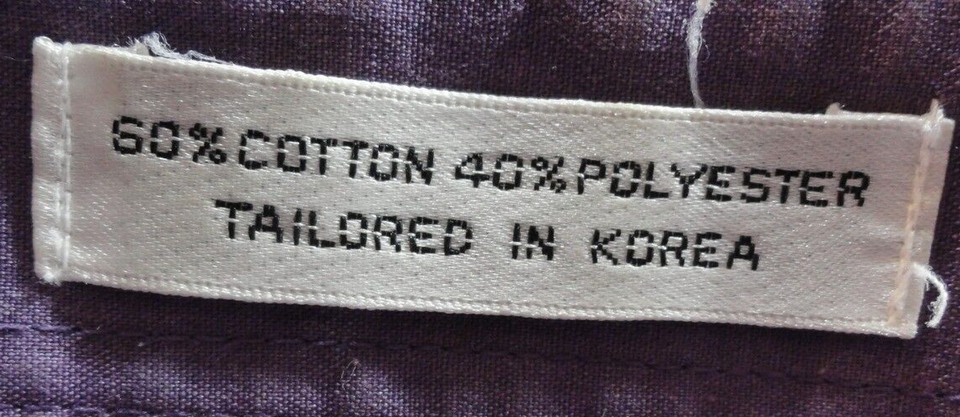 60% COTTON 40% POLYESTER
TAILORED IN KOREA